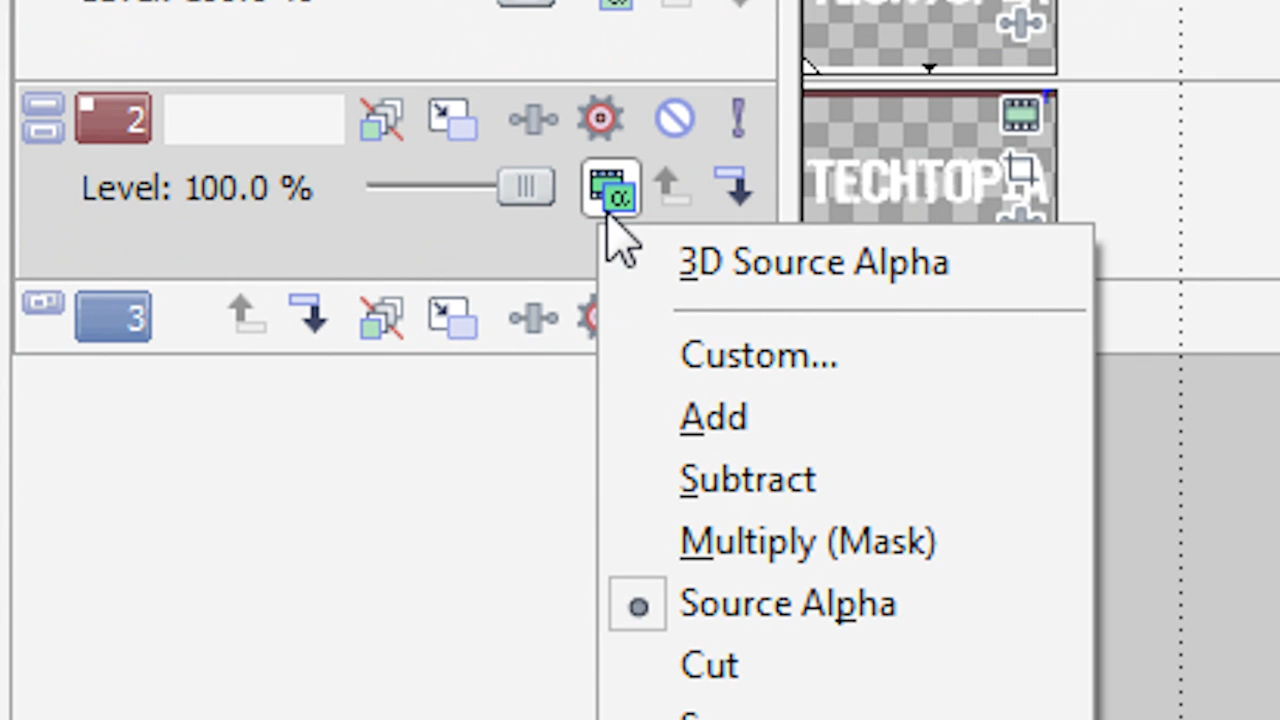 2
Level: 100.0 %
TECHTOPIA
3D Source Alpha
3
Custom...
Add
Subtract
Multiply (Mask)
Source Alpha
Cut